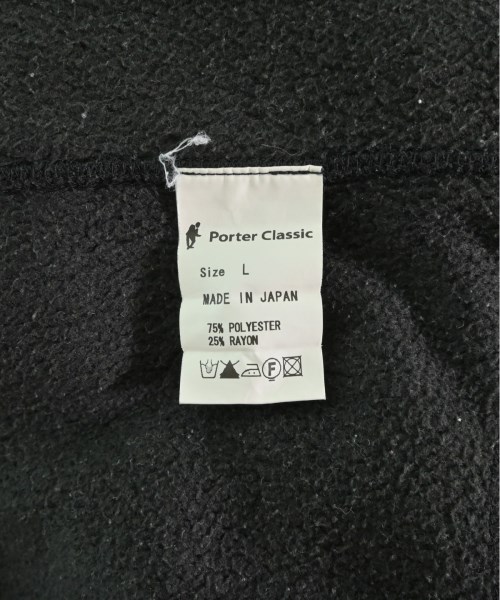 Porter Classic
Size L
MADE IN JAPAN
75% POLYESTER
25% RAYON
F